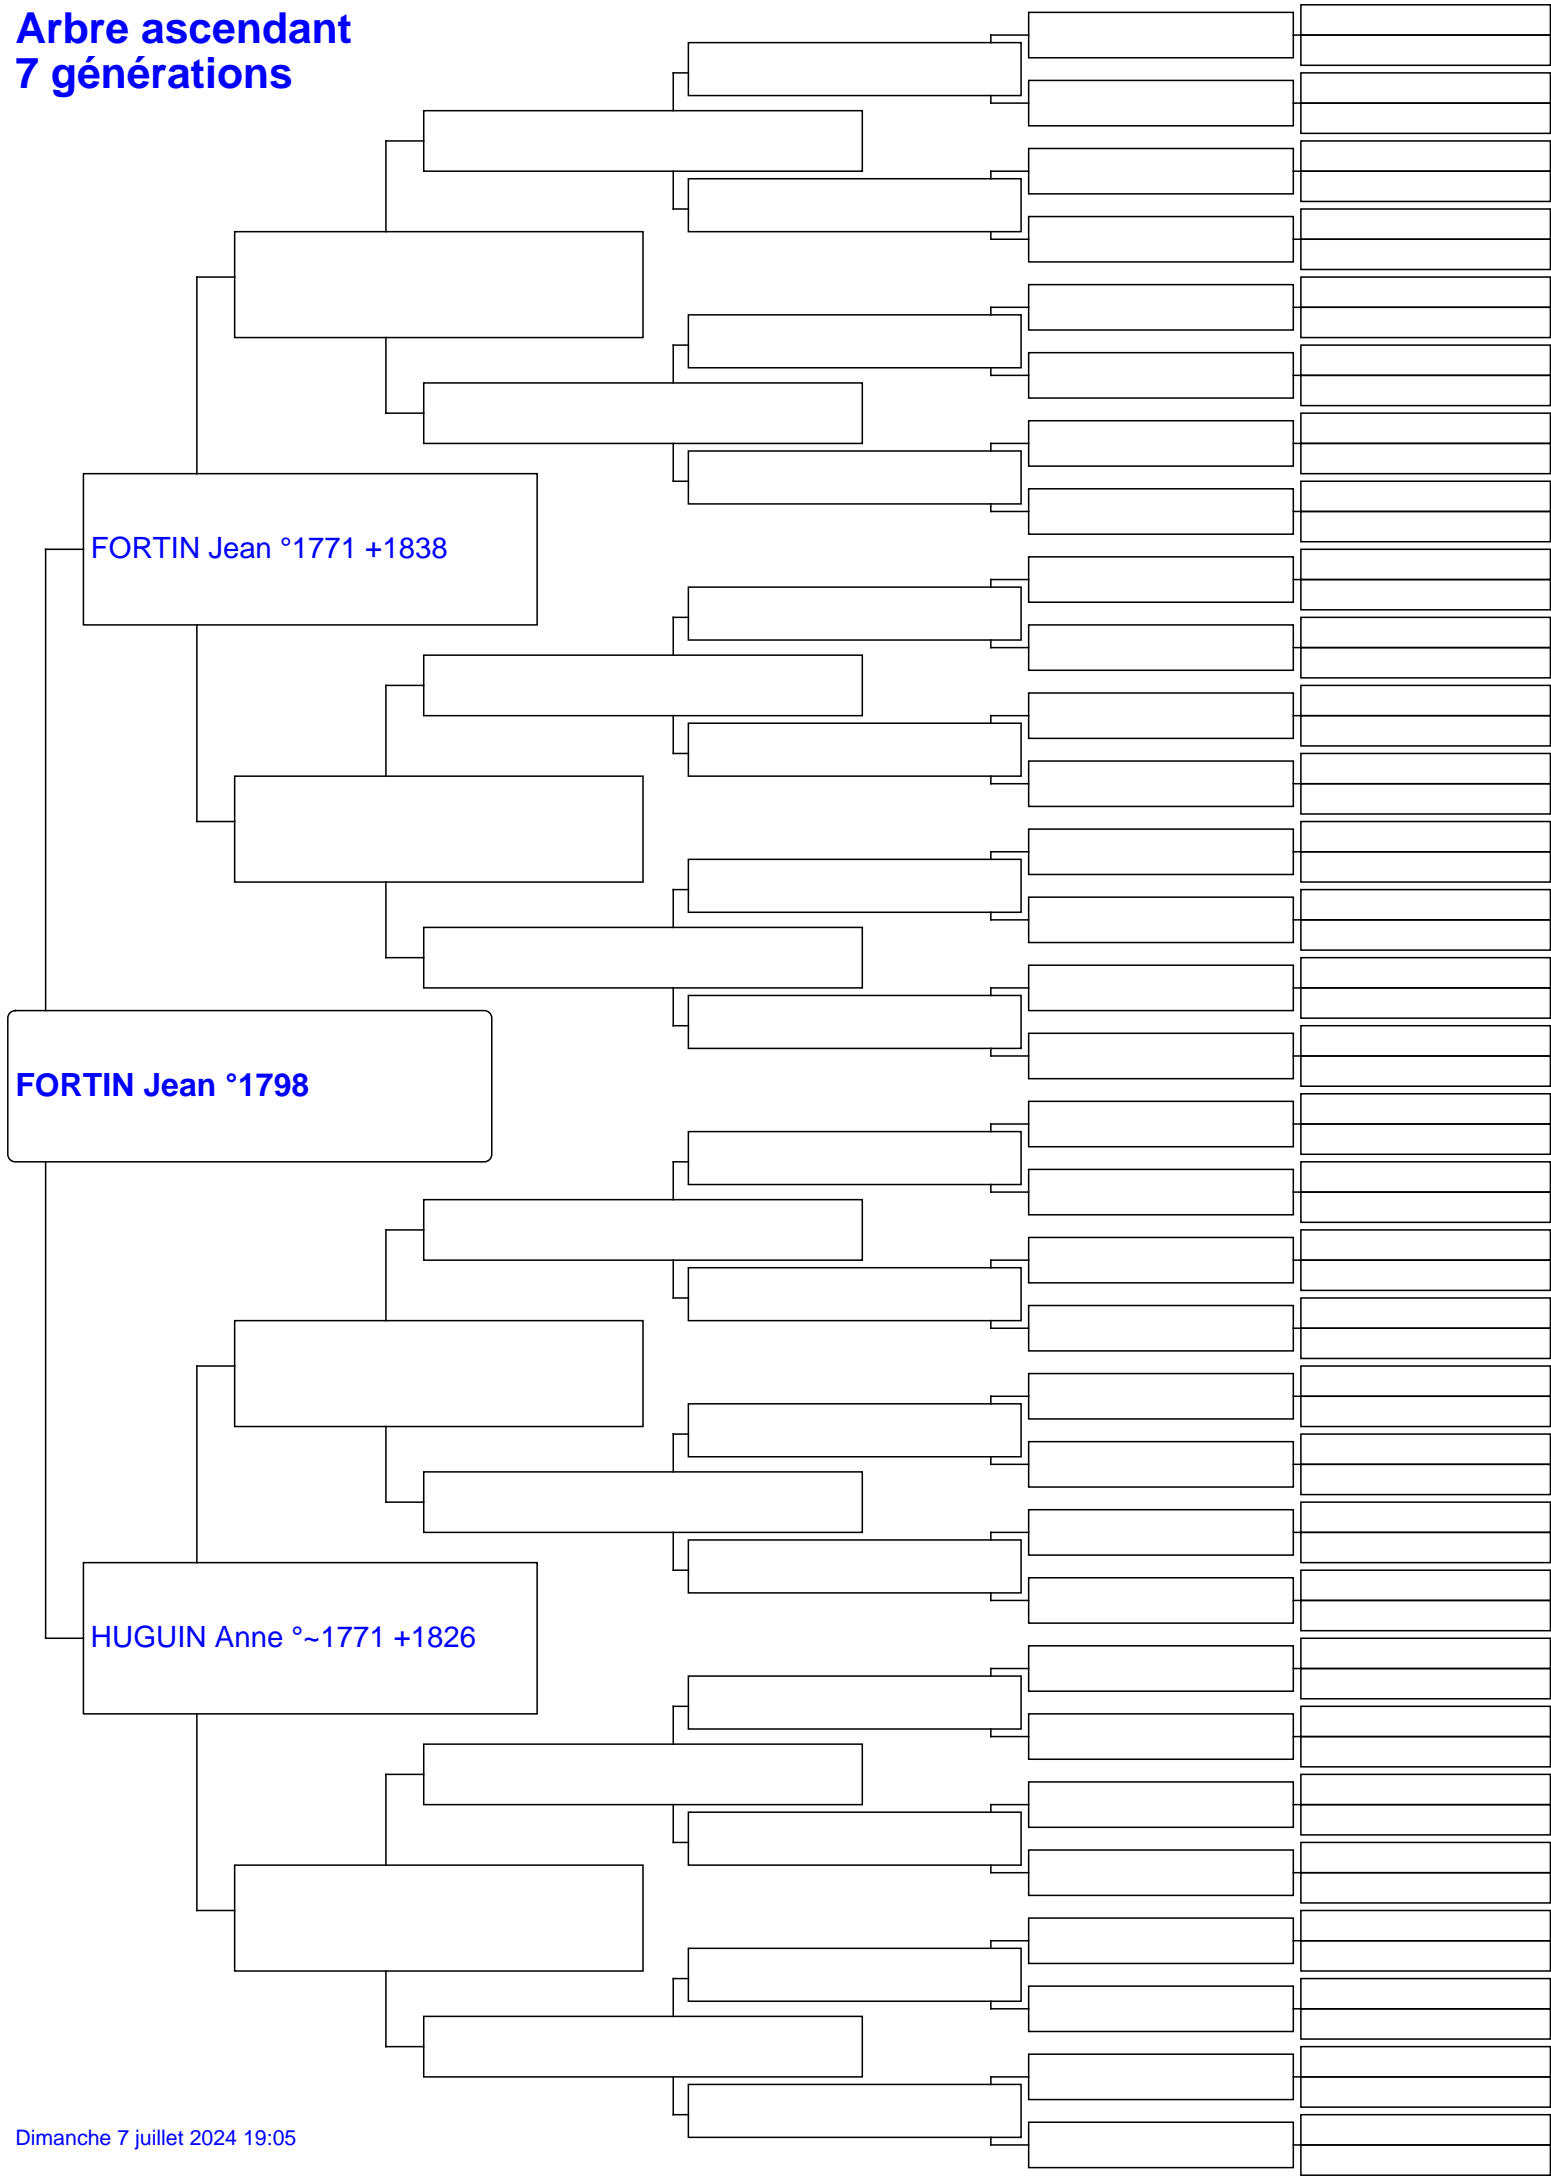 Arbre ascendant
7 générations
FORTIN Jean °1771 +1838
FORTIN Jean °1798
HUGUIN Anne °~1771 +1826
Dimanche 7 juillet 2024 19:05